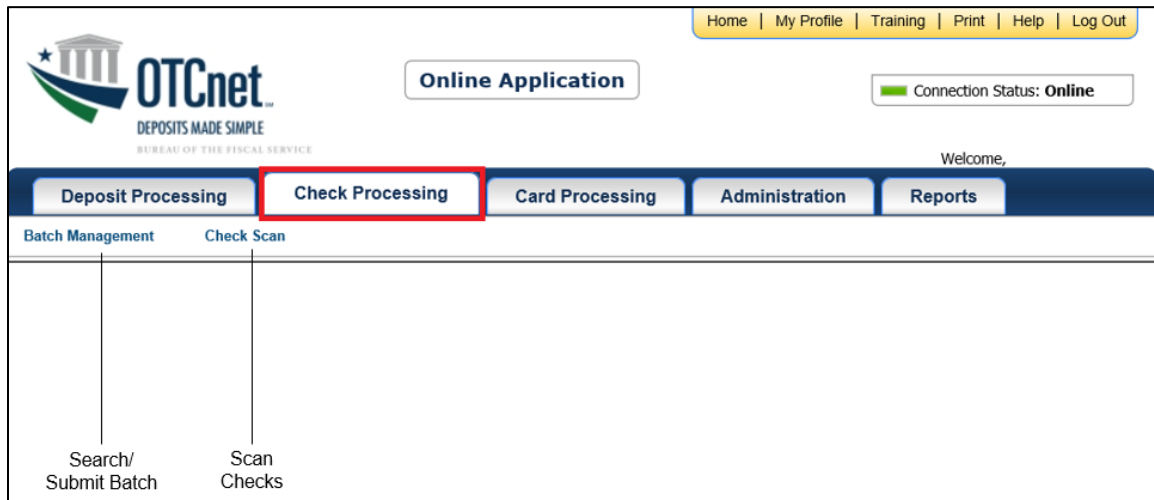 Home | My Profile | Training | Print | Help | Log Out
OTCnet℠
Online Application
Connection Status: Online
DEPOSITS MADE SIMPLE
BUREAU OF THE FISCAL SERVICE
Welcome,
Deposit Processing Check Processing Card Processing Administration Reports
Batch Management Check Scan
Search/ Scan
Submit Batch Checks